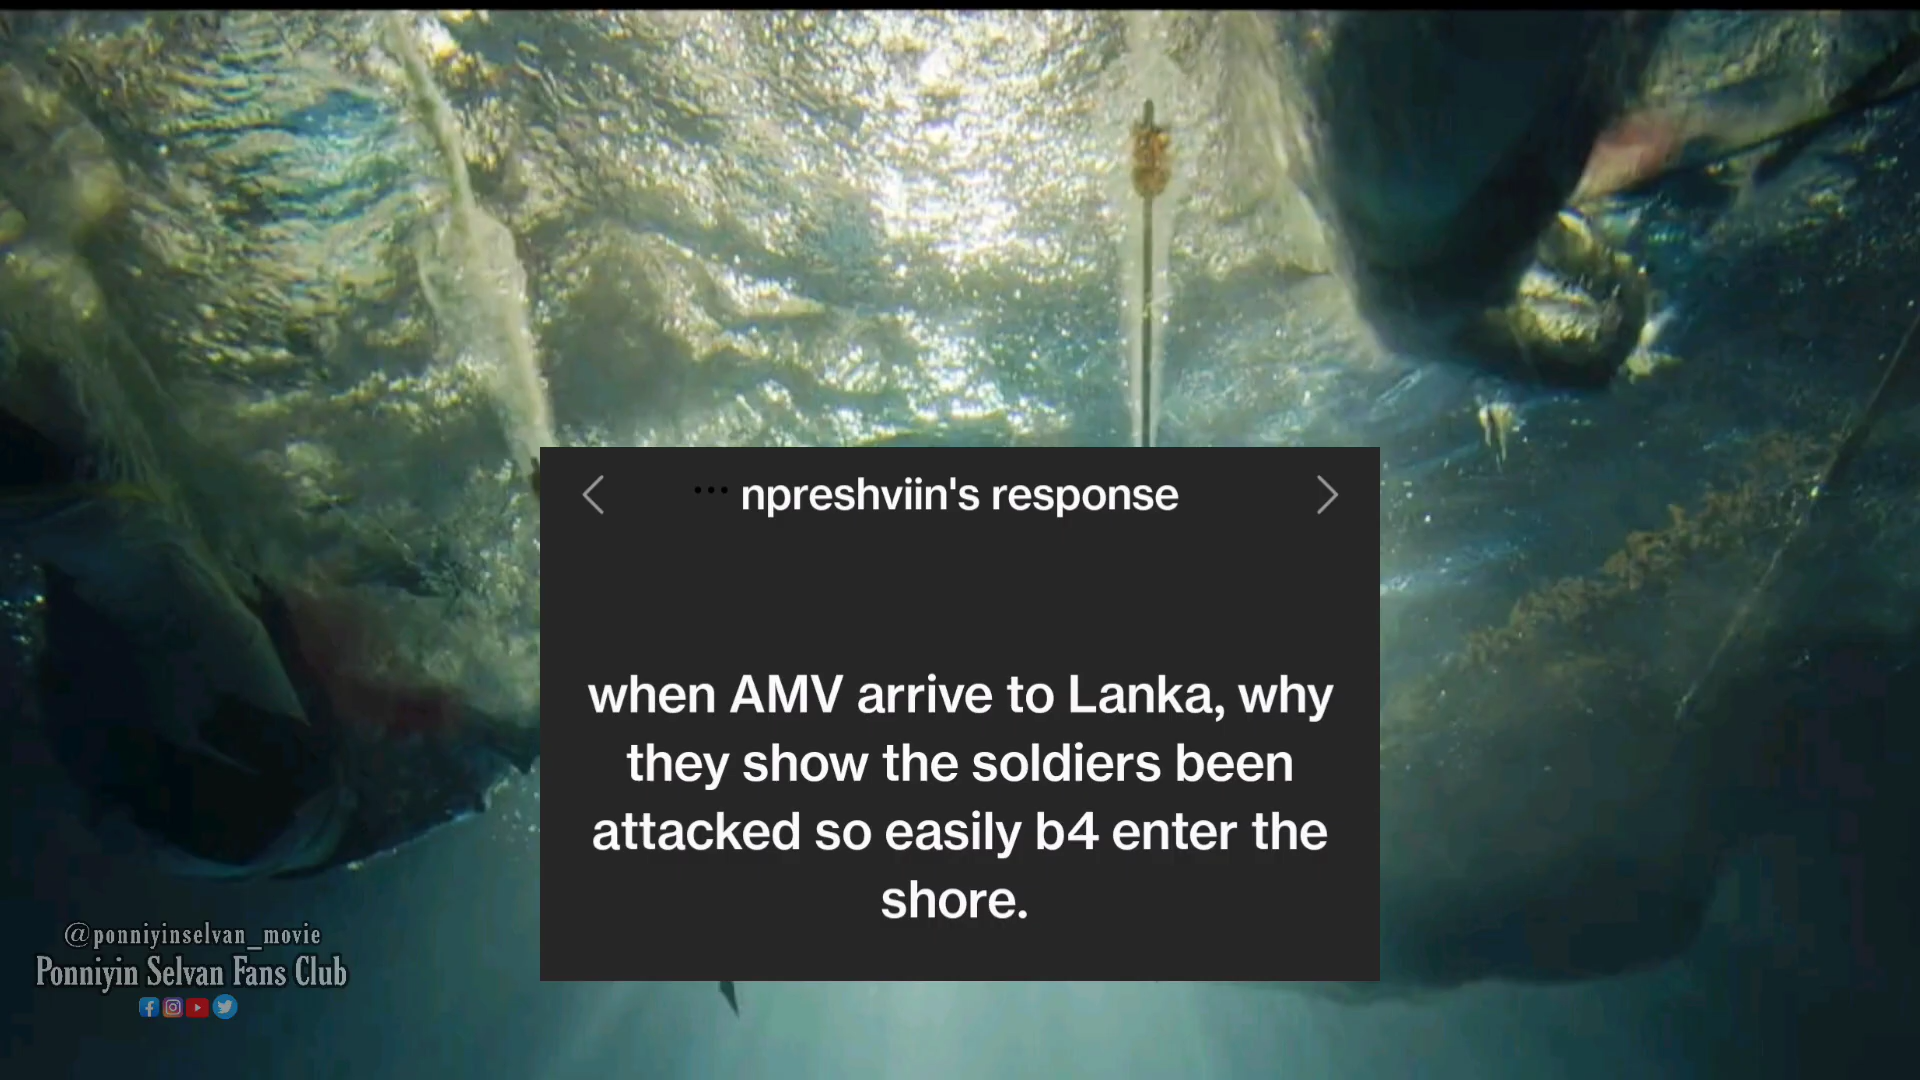 npreshviin's response
when AMV arrive to Lanka, why
they show the soldiers been
attacked so easily b4 enter the
shore.
@ponniyinselvan_movie
Ponniyin Selvan Fans Club